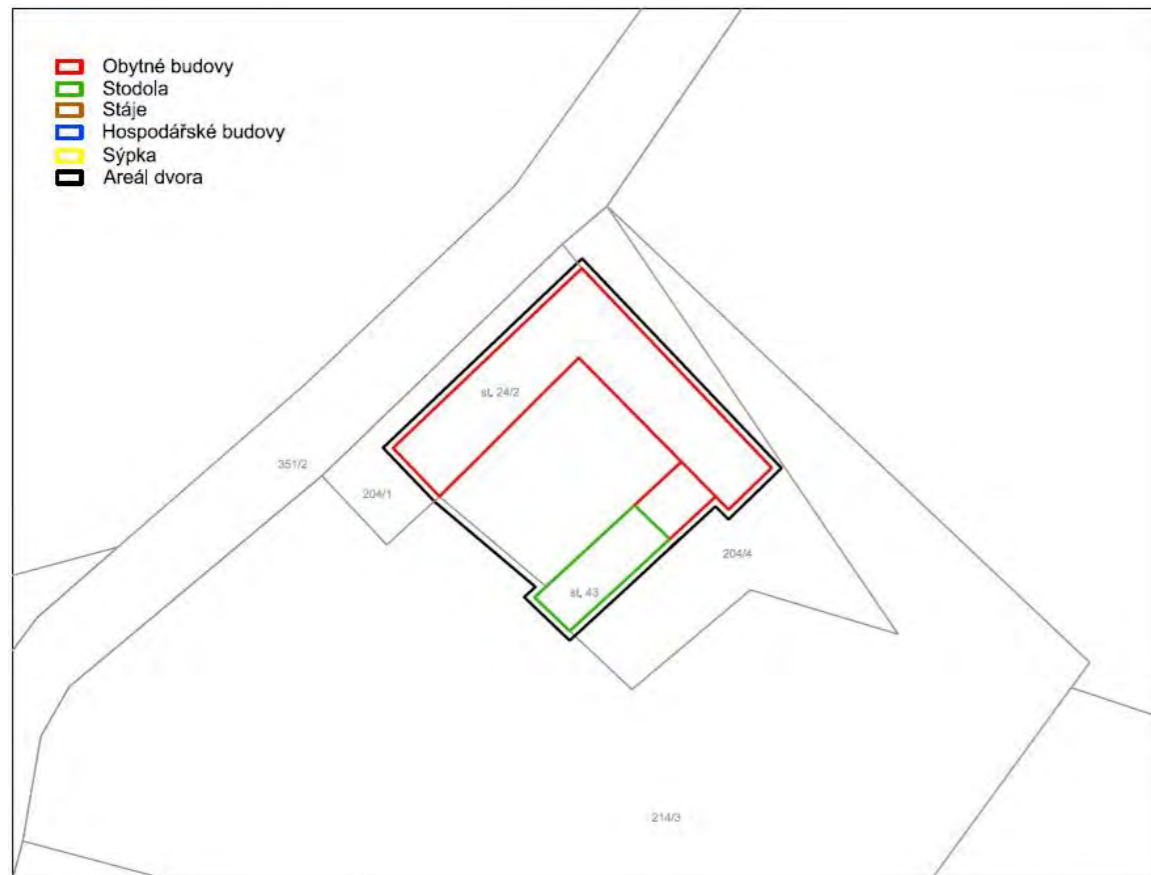 Obytné budovy
Stodola
Stáje
Hospodářské budovy
Sýpka
Areál dvora
st. 24/2
351/2
204/1
204/4
st. 43
214/3